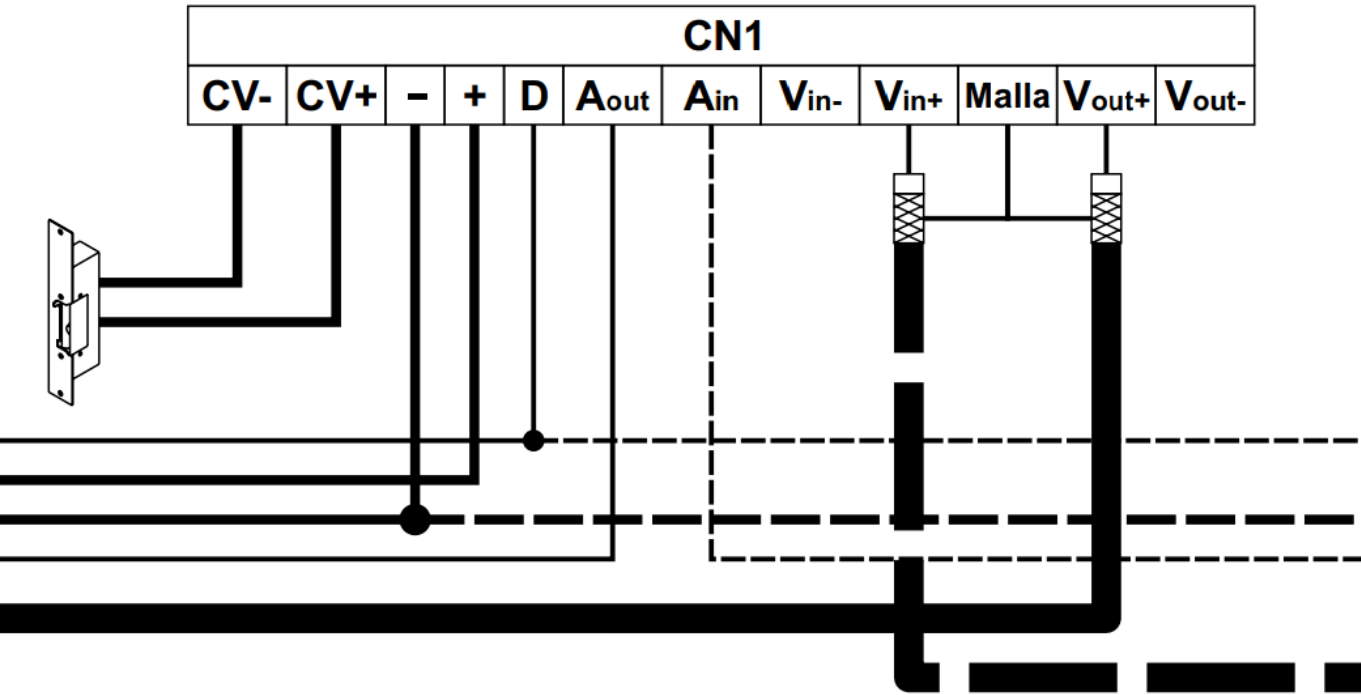 CN1
CV- CV+ – + D Aout Ain Vin- Vin+ Malla Vout+ Vout-